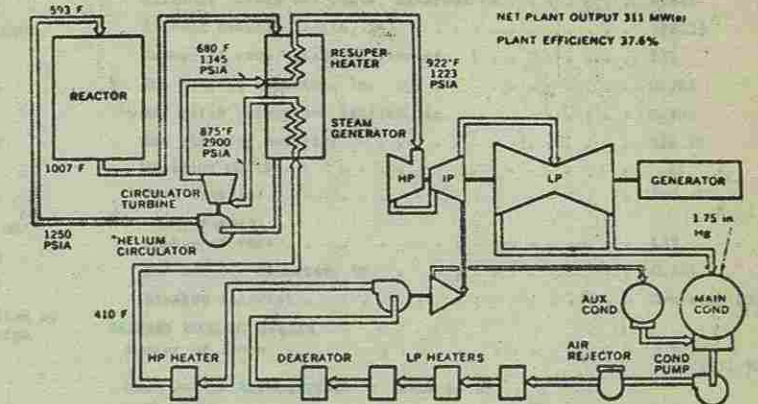 593 F
NET PLANT OUTPUT 311 MW(e)
PLANT EFFICIENCY 37.6%
680 F
1345
PSIA
RESUPER-
HEATER
922°F
1223
PSIA
REACTOR
STEAM
GENERATOR
875°F
2900
PSIA
1007 F
CIRCULATOR
TURBINE
HP
IP
LP
GENERATOR
1250
PSIA
HELIUM
CIRCULATOR
1.75 in
Hg
410 F
AUX
COND
MAIN
COND
HP HEATER
DEAERATOR
LP HEATERS
AIR
REJECTOR
COND
PUMP